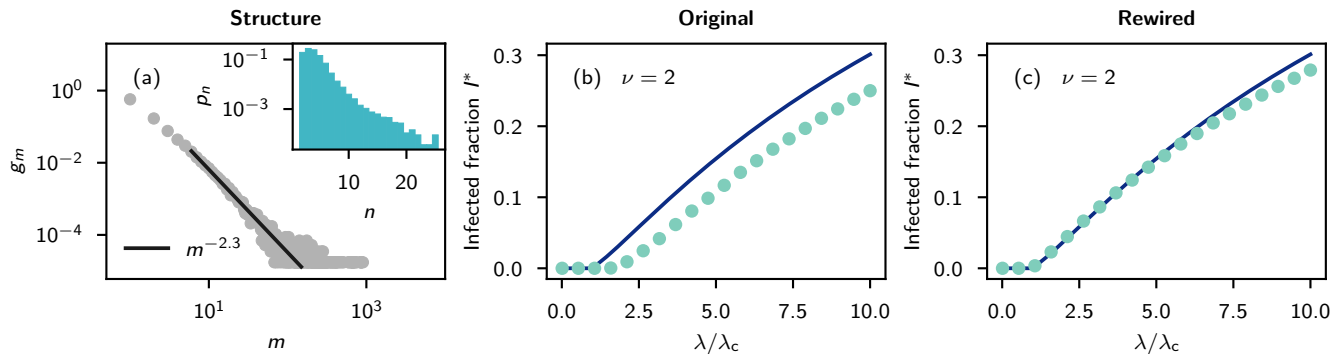 Structure
(a)
g_m
10^0
10^{-2}
10^{-4}
m^{-2.3}
10^1
10^3
m
p_n
10^{-1}
10^{-3}
10
20
n
Original
(b) ν = 2
Infected fraction I*
0.3
0.2
0.1
0.0
0.0
2.5
5.0
7.5
10.0
λ/λ_c
Rewired
(c) ν = 2
Infected fraction I*
0.3
0.2
0.1
0.0
0.0
2.5
5.0
7.5
10.0
λ/λ_c